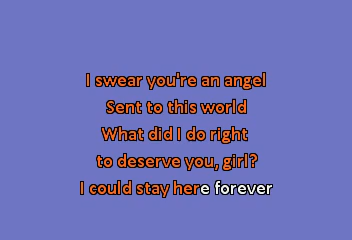 I swear you're an angel
Sent to this world
What did I do right
to deserve you, girl?
I could stay here forever